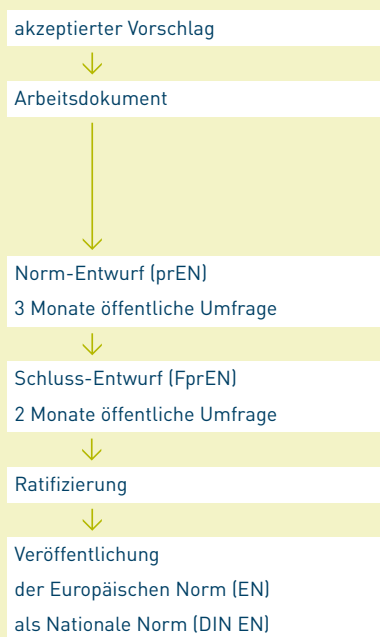 akzeptierter Vorschlag
Arbeitsdokument
Norm-Entwurf (prEN)
3 Monate öffentliche Umfrage
Schluss-Entwurf (FprEN)
2 Monate öffentliche Umfrage
Ratifizierung
Veröffentlichung
der Europäischen Norm (EN)
als Nationale Norm (DIN EN)